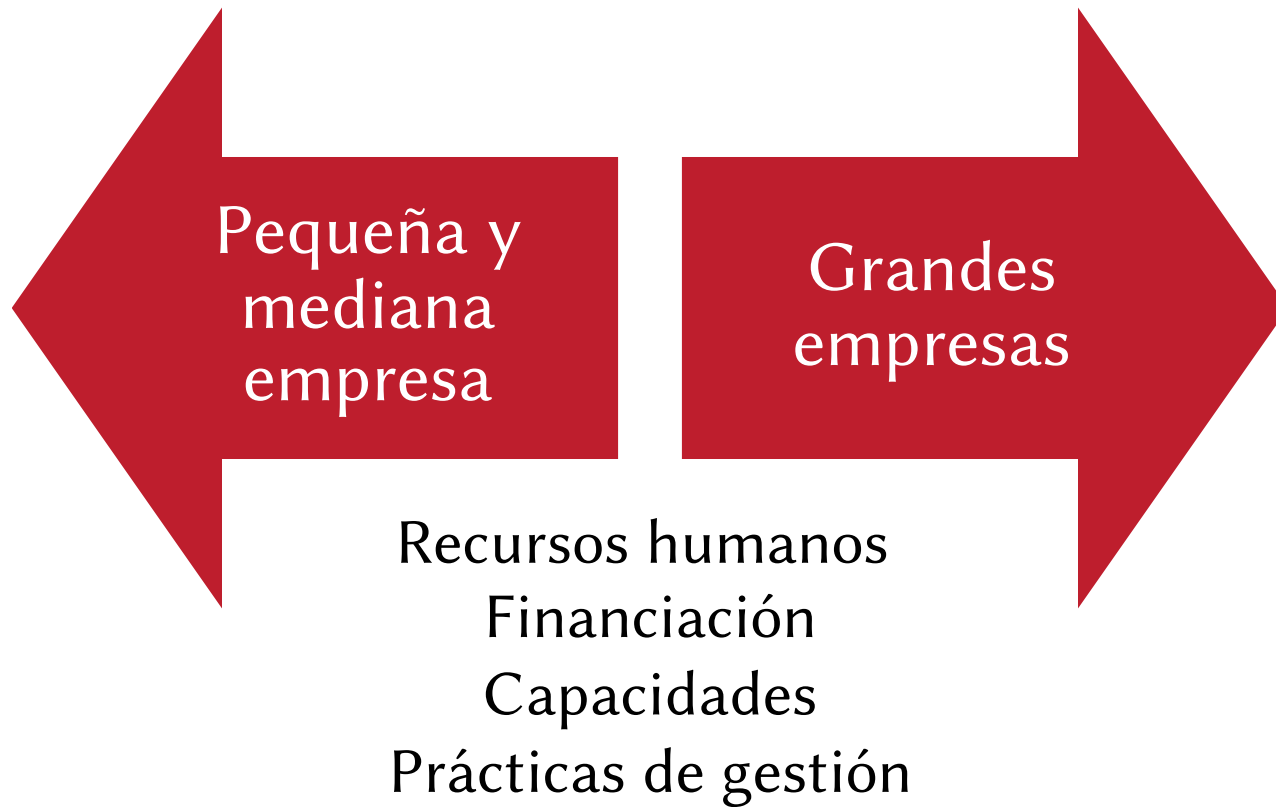 Pequeña y
mediana
empresa
Grandes
empresas
Recursos humanos
Financiación
Capacidades
Prácticas de gestión